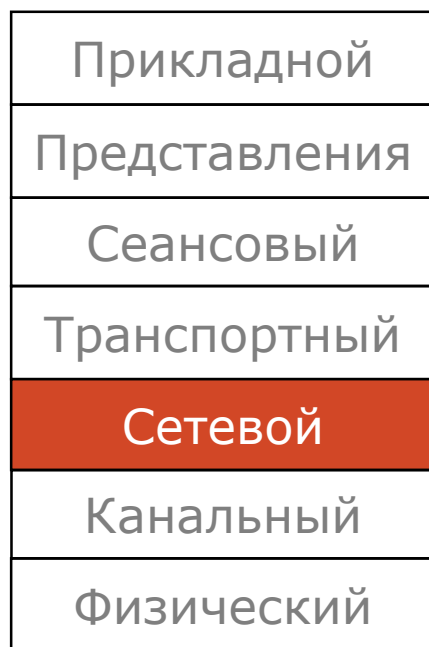 Прикладной
Представления
Сеансовый
Транспортный
Сетевой
Канальный
Физический